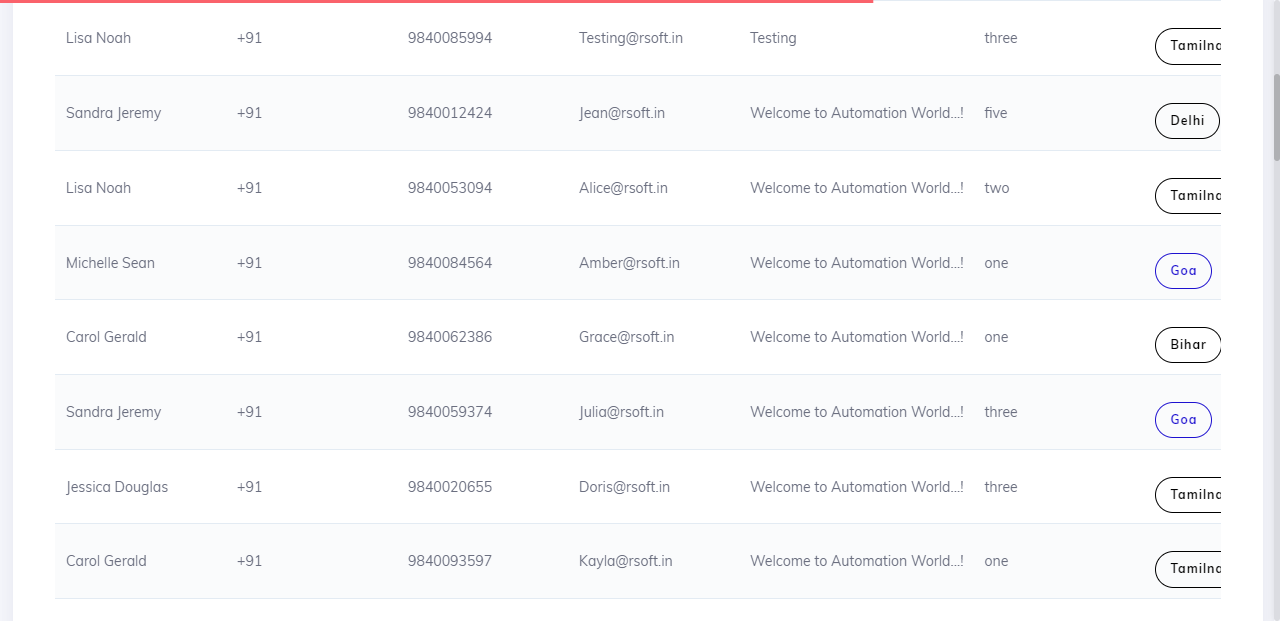 Lisa Noah +91 9840085994 Testing@rsoft.in Testing three
Sandra Jeremy +91 9840012424 Jean@rsoft.in Welcome to Automation World...! five Delhi
Lisa Noah +91 9840053094 Alice@rsoft.in Welcome to Automation World...! two
Michelle Sean +91 9840084564 Amber@rsoft.in Welcome to Automation World...! one Goa
Carol Gerald +91 9840062386 Grace@rsoft.in Welcome to Automation World...! one Bihar
Sandra Jeremy +91 9840059374 Julia@rsoft.in Welcome to Automation World...! three Goa
Jessica Douglas +91 9840020655 Doris@rsoft.in Welcome to Automation World...! three
Carol Gerald +91 9840093597 Kayla@rsoft.in Welcome to Automation World...! one